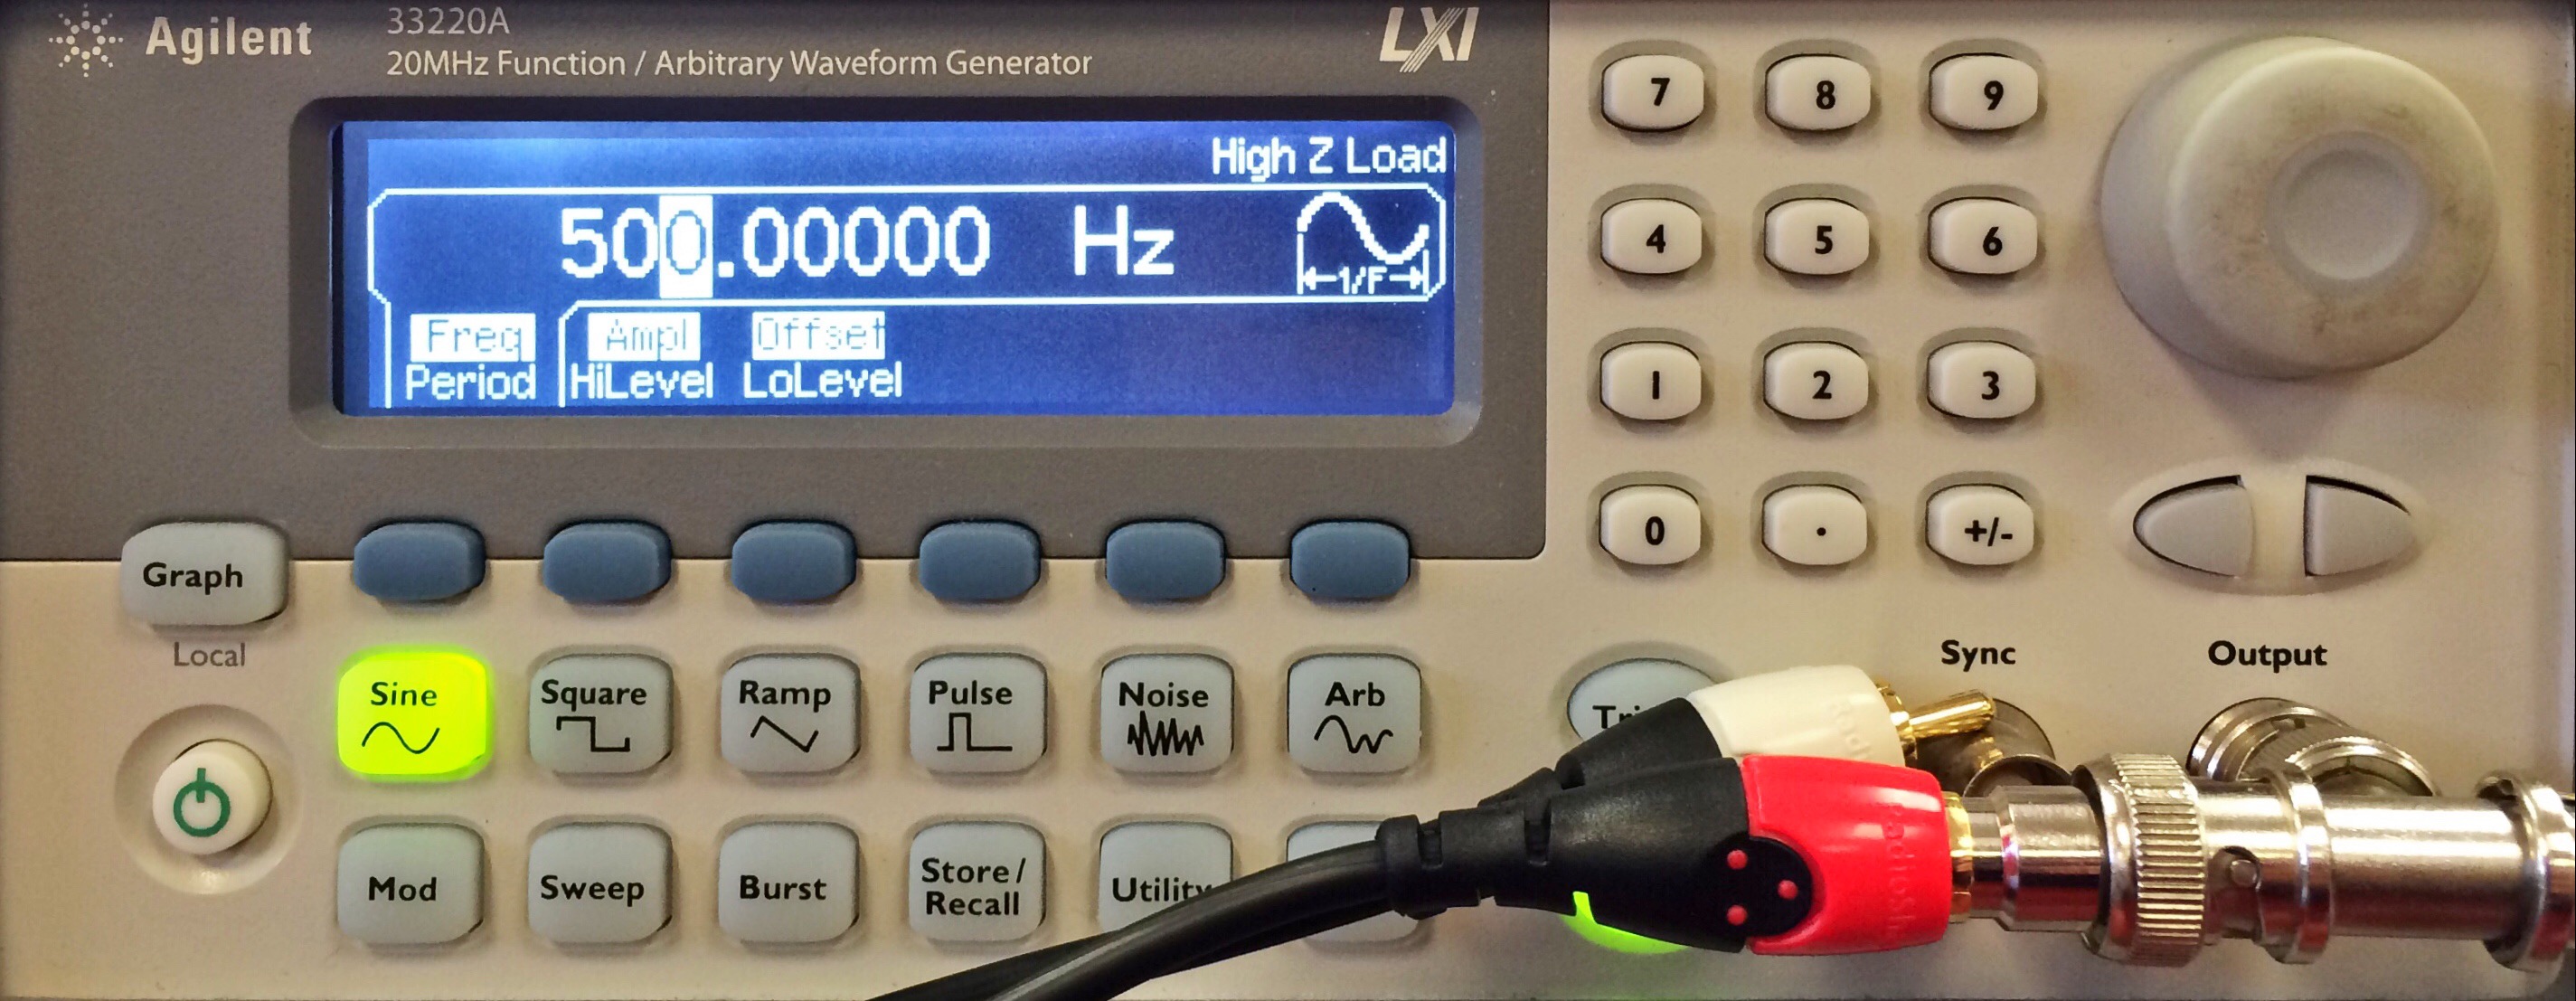 Agilent
33220A
20MHz Function / Arbitrary Waveform Generator
LXI
High Z Load
500.00000 Hz
1/F
Freq Ampl Offset
Period HiLevel LoLevel
7 8 9
4 5 6
1 2 3
0 . +/-
Graph
Local
Sine Square Ramp Pulse Noise Arb
Mod Sweep Burst Store/
Recall Utility
Sync Output